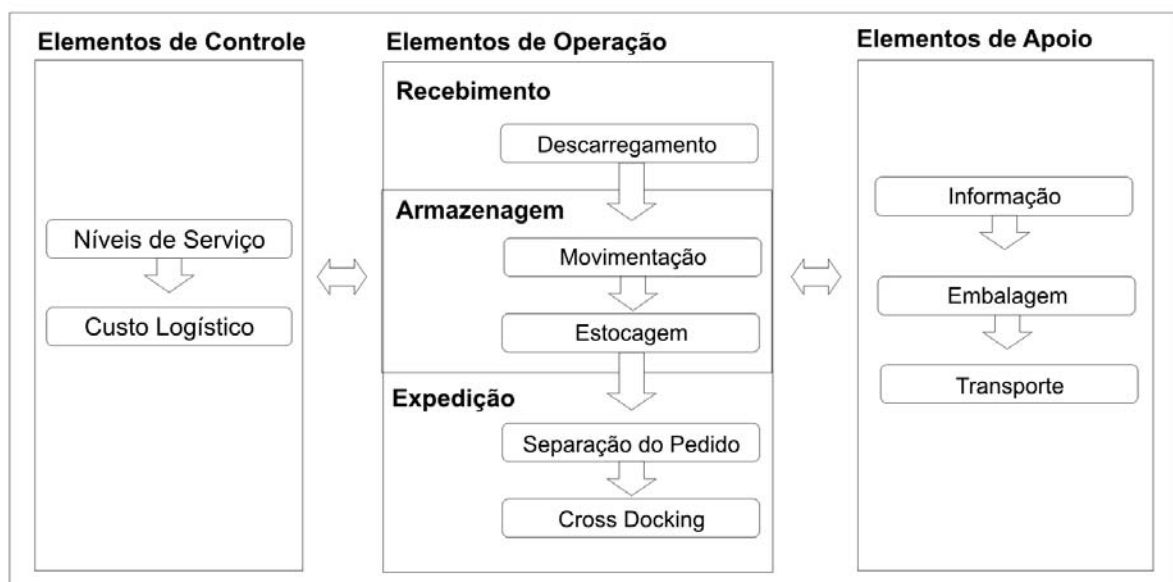 Elementos de Controle
Níveis de Serviço
Custo Logístico
Elementos de Operação
Recebimento
Descarregamento
Armazenagem
Movimentação
Estocagem
Expedição
Separação do Pedido
Cross Docking
Elementos de Apoio
Informação
Embalagem
Transporte